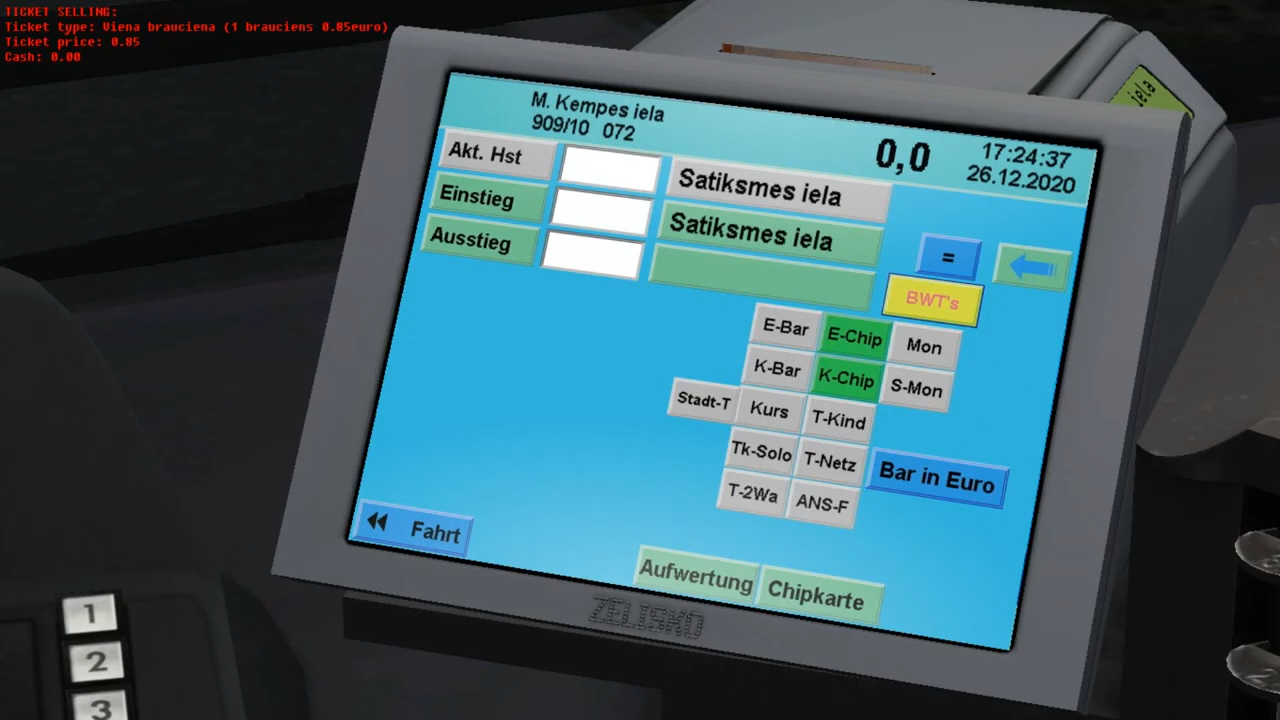 TICKET SELLING:
Ticket type: Viena brauciena (1 brauciens 0.85euro)
Ticket price: 0.85
Cash: 0.00
M. Kempes iela
909/10 072
0,0
17:24:37
26.12.2020
Akt. Hst
Satiksmes iela
Einstieg
Satiksmes iela
Ausstieg
=
BWT's
E-Bar E-Chip Mon
K-Bar K-Chip S-Mon
Stadt-T Kurs T-Kind
Tk-Solo T-Netz Bar in Euro
T-2Wa ANS-F
Fahrt
Aufwertung Chipkarte
ZELISKO
iela
1
2
3